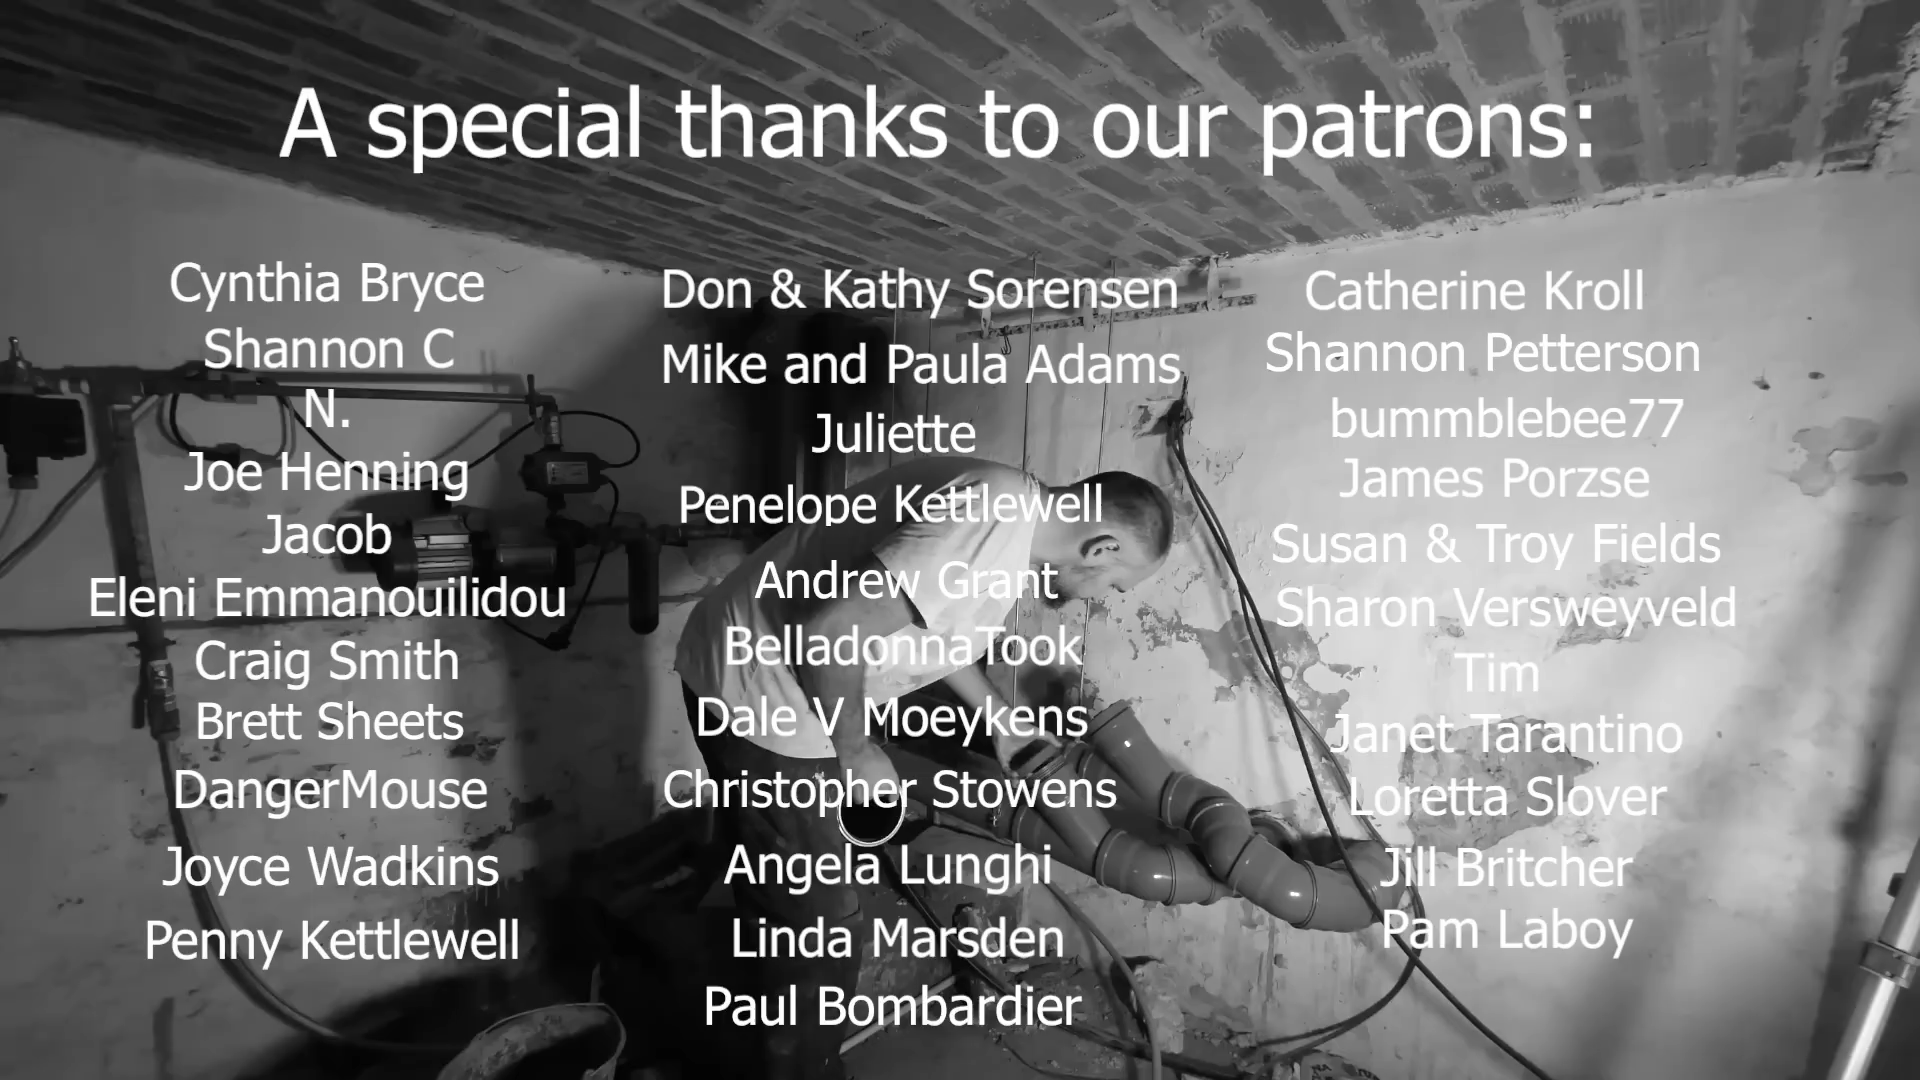 A special thanks to our patrons:
Cynthia Bryce
Shannon C
N.
Joe Henning
Jacob
Eleni Emmanouilidou
Craig Smith
Brett Sheets
DangerMouse
Joyce Wadkins
Penny Kettlewell
Don & Kathy Sorensen
Mike and Paula Adams
Juliette
Penelope Kettlewell
Andrew Grant
BelladonnaTook
Dale V Moeykens
Christopher Stowens
Angela Lunghi
Linda Marsden
Paul Bombardier
Catherine Kroll
Shannon Petterson
bummblebee77
James Porzse
Susan & Troy Fields
Sharon Versweyveld
Tim
Janet Tarantino
Loretta Slover
Jill Britcher
Pam Laboy